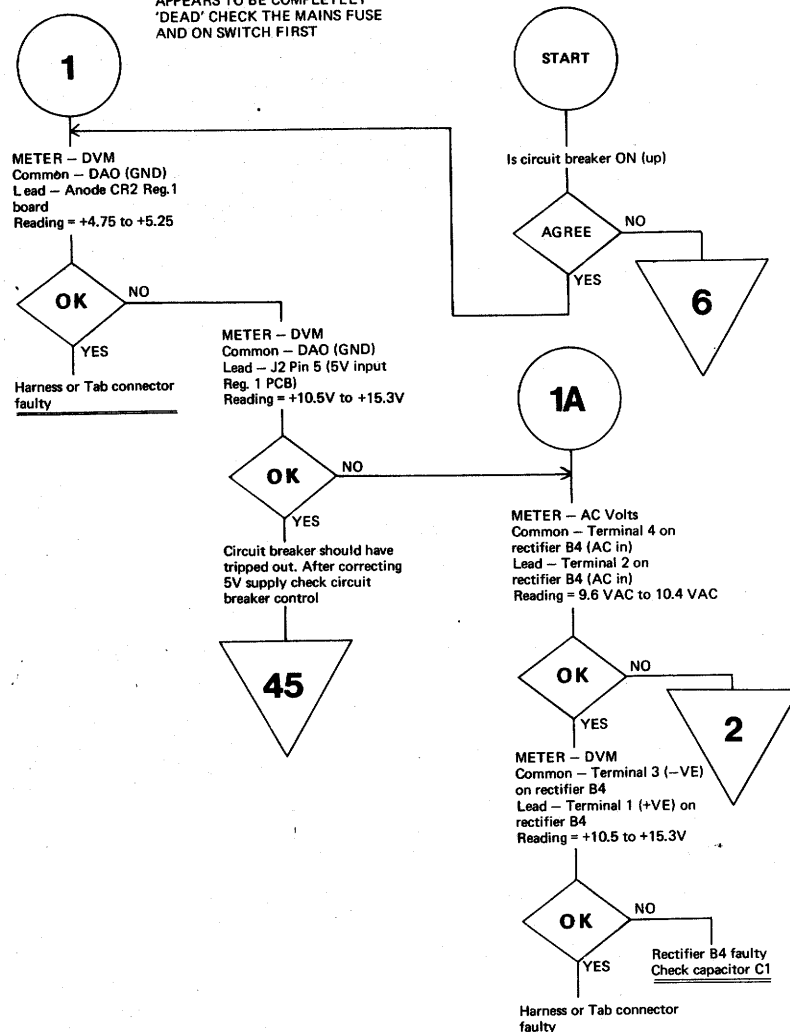 APPEARS TO BE COMPLETELY
'DEAD' CHECK THE MAINS FUSE
AND ON SWITCH FIRST
1
METER – DVM
Common – DAO (GND)
Lead – Anode CR2 Reg.1
board
Reading = +4.75 to +5.25
OK
NO
YES
Harness or Tab connector
faulty
START
Is circuit breaker ON (up)
AGREE
NO
YES
6
METER – DVM
Common – DAO (GND)
Lead – J2 Pin 5 (5V input
Reg. 1 PCB)
Reading = +10.5V to +15.3V
OK
NO
YES
Circuit breaker should have
tripped out. After correcting
5V supply check circuit
breaker control
45
1A
METER – AC Volts
Common – Terminal 4 on
rectifier B4 (AC in)
Lead – Terminal 2 on
rectifier B4 (AC in)
Reading = 9.6 VAC to 10.4 VAC
OK
NO
YES
2
METER – DVM
Common – Terminal 3 (–VE)
on rectifier B4
Lead – Terminal 1 (+VE) on
rectifier B4
Reading = +10.5 to +15.3V
OK
NO
YES
Rectifier B4 faulty
Check capacitor C1
Harness or Tab connector
faulty